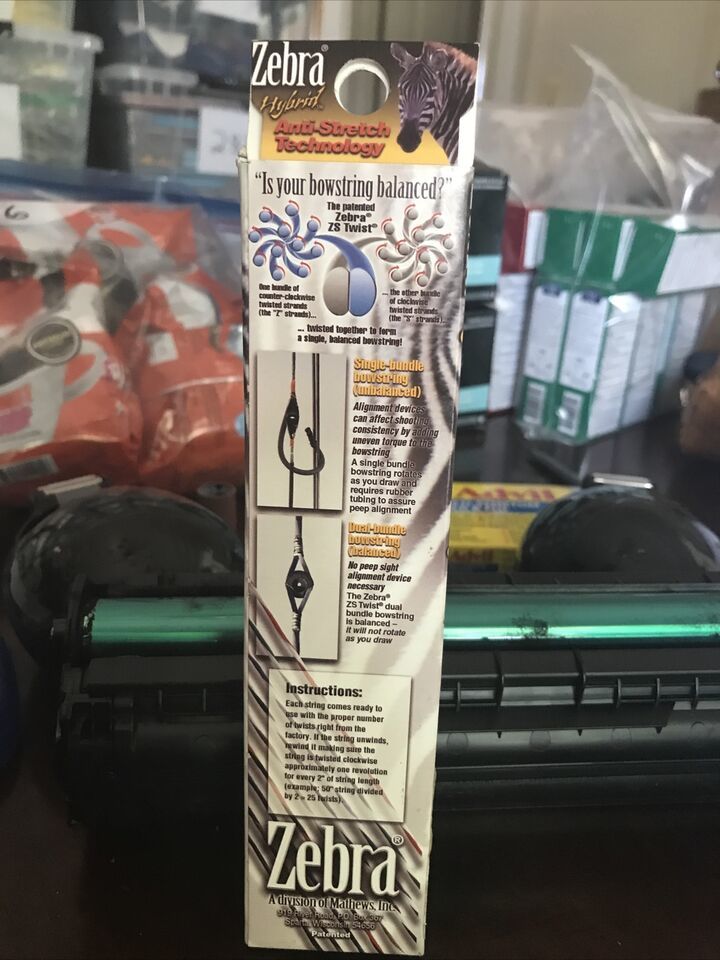 Zebra®
Hybrid™
Anti-Stretch
Technology
"Is your bowstring balanced?"
The patented
Zebra®
ZS Twist®
One bundle of
counter-clockwise
twisted strands
(the "Z" strands)...
... the other bundle
of clockwise
twisted strands
(the "S" strands)...
... twisted together to form
a single, balanced bowstring!
Single-bundle
bowstring
(unbalanced)
Alignment devices
can affect shooting
consistency by adding
uneven torque to the
bowstring
A single bundle
bowstring rotates
as you draw and
requires rubber
tubing to assure
peep alignment
Dual-bundle
bowstring
(balanced)
No peep sight
alignment device
necessary
The Zebra®
ZS Twist® dual
bundle bowstring
is balanced –
it will not rotate
as you draw
Instructions:
Each string comes ready to
use with the proper number
of twists right from the
factory. If the string unwinds,
rewind it making sure the
string is twisted clockwise
approximately one revolution
for every 2" of string length
(example: 50" string divided
by 2 = 25 twists).
Zebra®
A division of Mathews, Inc.
919 River Road, P.O. Box 367
Sparta, Wisconsin 54656
Patented
Advil